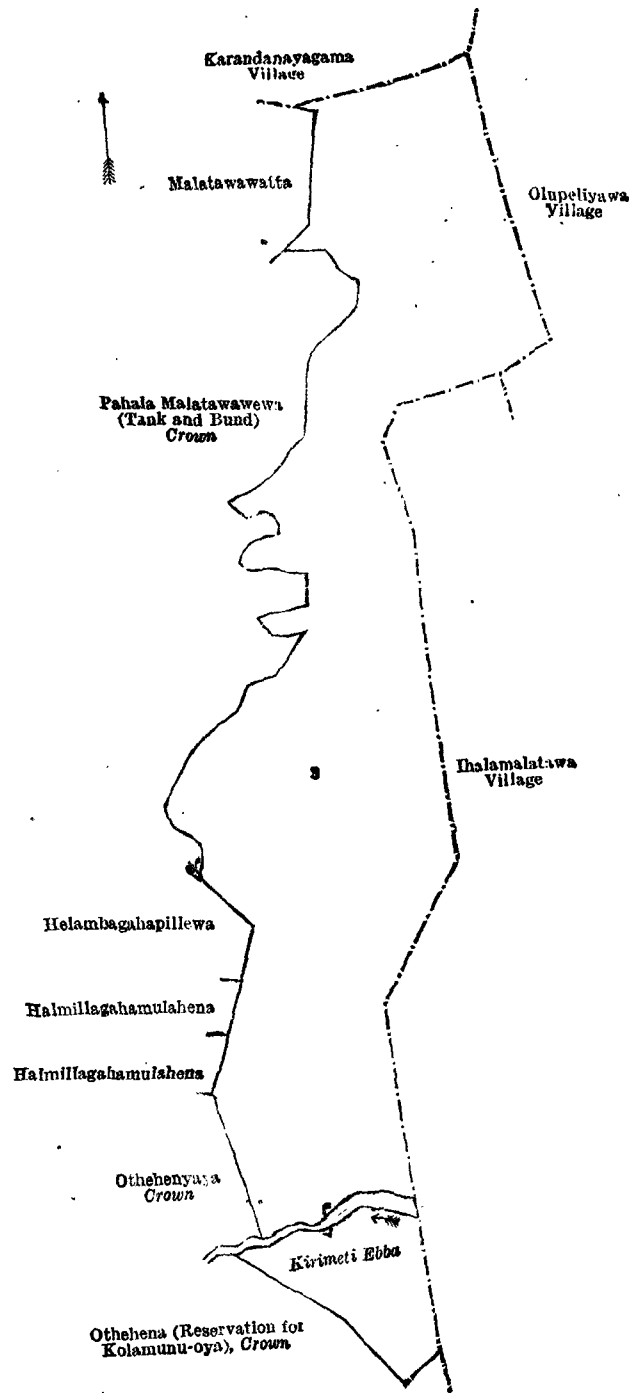 Karandanayagama
Village
Malatawawatta
Olupeliyawa
Village
Pahala Malatawawewa
(Tank and Bund)
Crown
3
Ihalamalatawa
Village
Helambagahapillewa
Halmillagahamulahena
Halmillagahamulahena
Othehenyaya
Crown
Kirimeti Ebba
Othehena (Reservation for
Kolamunu-oya), Crown